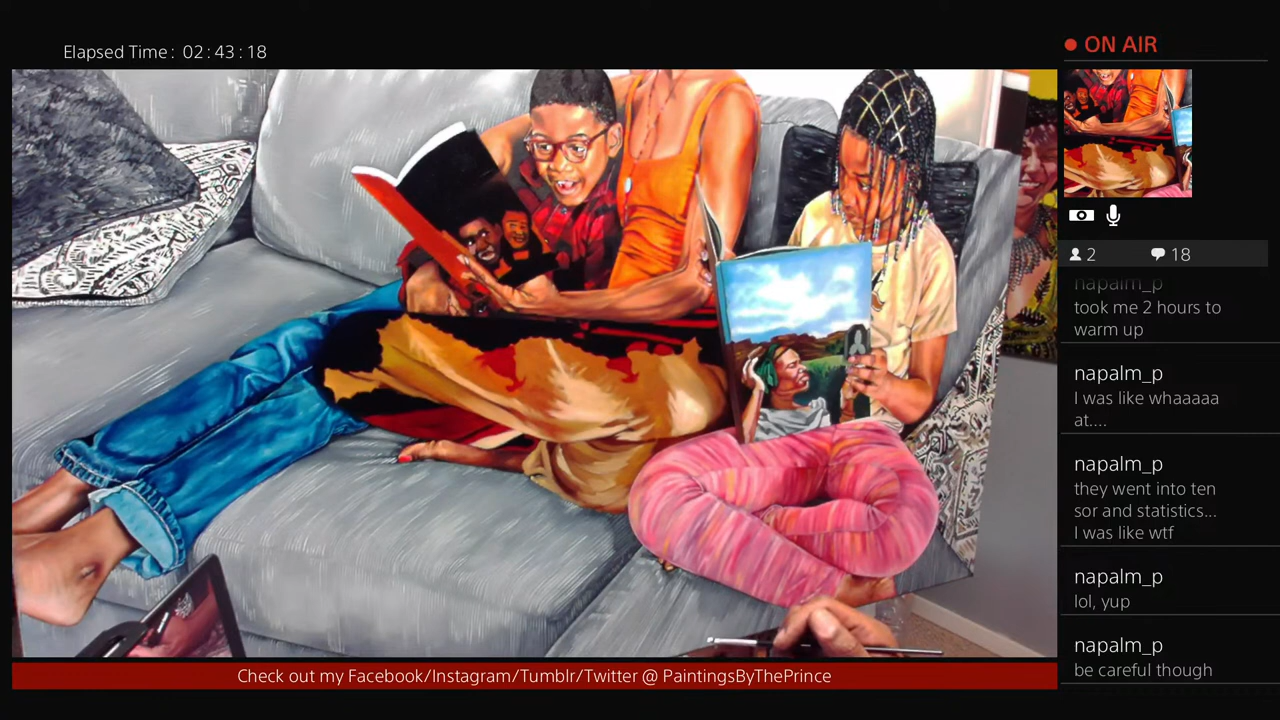 Elapsed Time: 02:43:18
ON AIR
2 18
napalm_p
took me 2 hours to
warm up
napalm_p
I was like whaaaaa
at....
napalm_p
they went into ten
sor and statistics...
I was like wtf
napalm_p
lol, yup
napalm_p
be careful though
Check out my Facebook/Instagram/Tumblr/Twitter @ PaintingsByThePrince